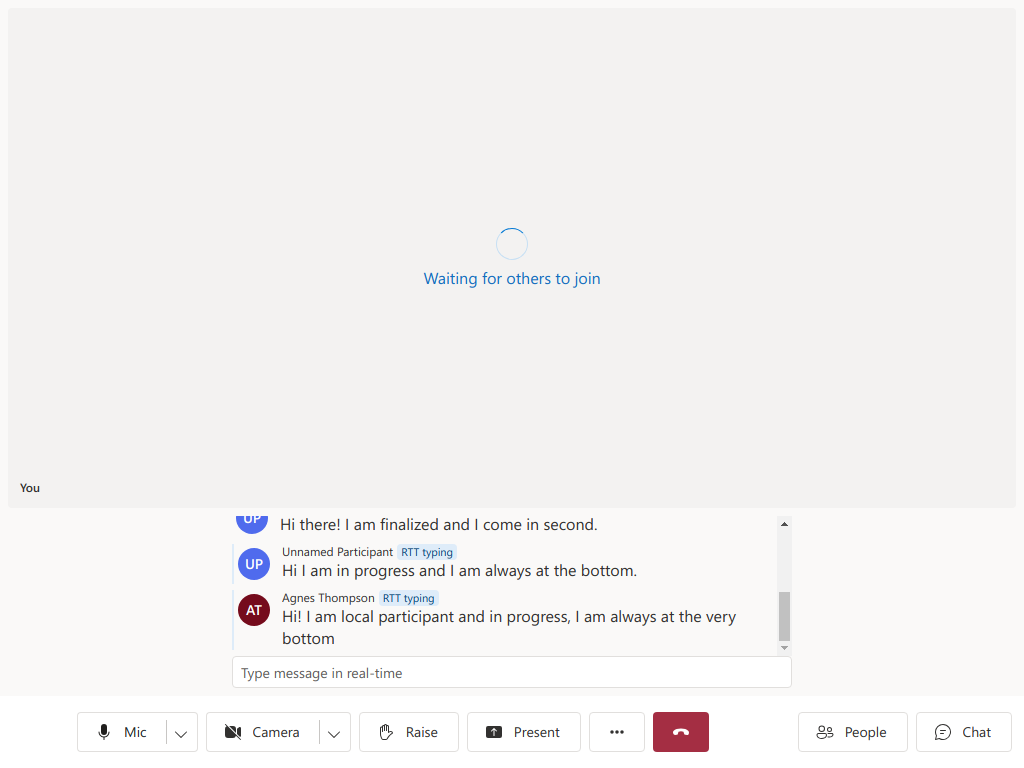 Waiting for others to join
You
UP
Hi there! I am finalized and I come in second.
Unnamed Participant RTT typing
UP
Hi I am in progress and I am always at the bottom.
Agnes Thompson RTT typing
AT
Hi! I am local participant and in progress, I am always at the very
bottom
Type message in real-time
Mic Camera Raise Present People Chat